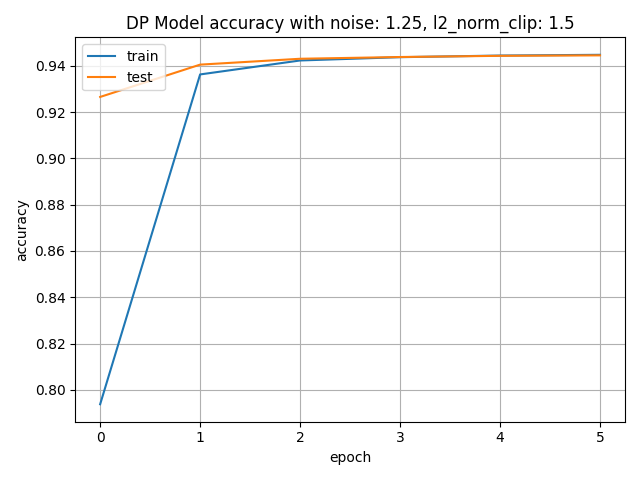 DP Model accuracy with noise: 1.25, l2_norm_clip: 1.5
train
test
0.94
0.92
0.90
0.88
0.86
0.84
0.82
0.80
accuracy
0 1 2 3 4 5
epoch